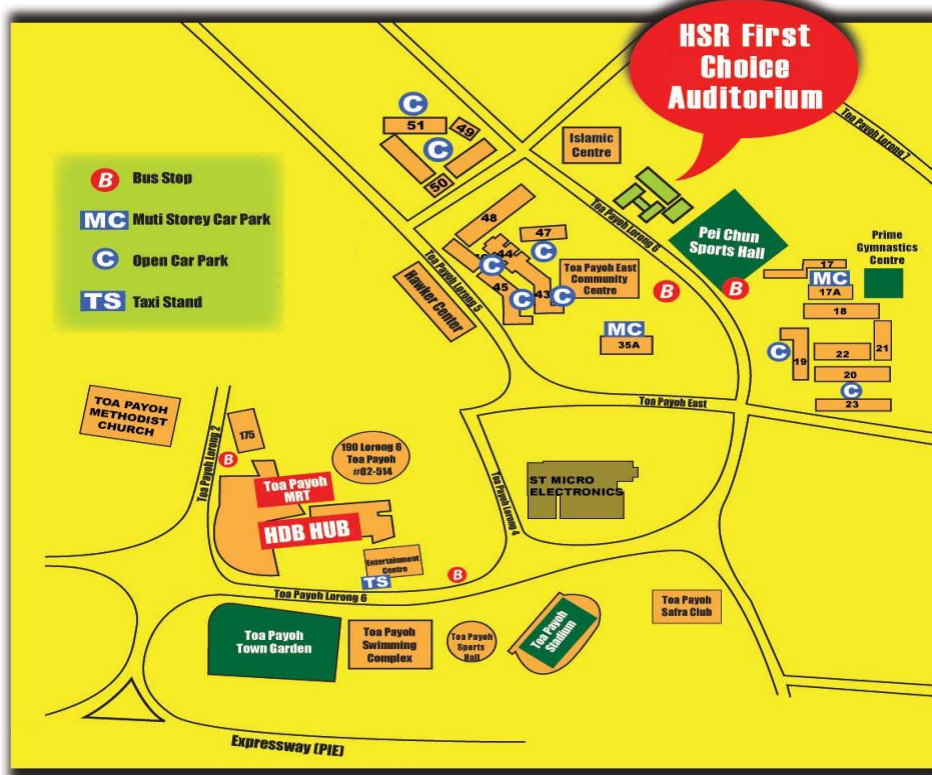 HSR First
Choice
Auditorium
Toa Payoh Lorong 7
C
51
49
C
50
Islamic
Centre
B Bus Stop
MC Muti Storey Car Park
C Open Car Park
TS Taxi Stand
Toa Payoh Lorong 6
Pei Chun
Sports Hall
Prime
Gymnastics
Centre
48
47
44
C
C
45
C
43
C
Toa Payoh East
Community
Centre
B
B
17
MC
17A
18
Toa Payoh Lorong 5
Hawker Center
MC
35A
C
19
22
21
20
C
23
Toa Payoh East
TOA PAYOH
METHODIST
CHURCH
Toa Payoh Lorong 2
175
B
190 Lorong 6
Toa Payoh
#02-514
Toa Payoh
MRT
HDB HUB
Toa Payoh Lorong 4
ST MICRO
ELECTRONICS
Entertainment
Centre
TS
B
Toa Payoh Lorong 6
Toa Payoh
Town Garden
Toa Payoh
Swimming
Complex
Toa Payoh
Sports
Hall
Toa Payoh
Stadium
Toa Payoh
Safra Club
Expressway (PIE)